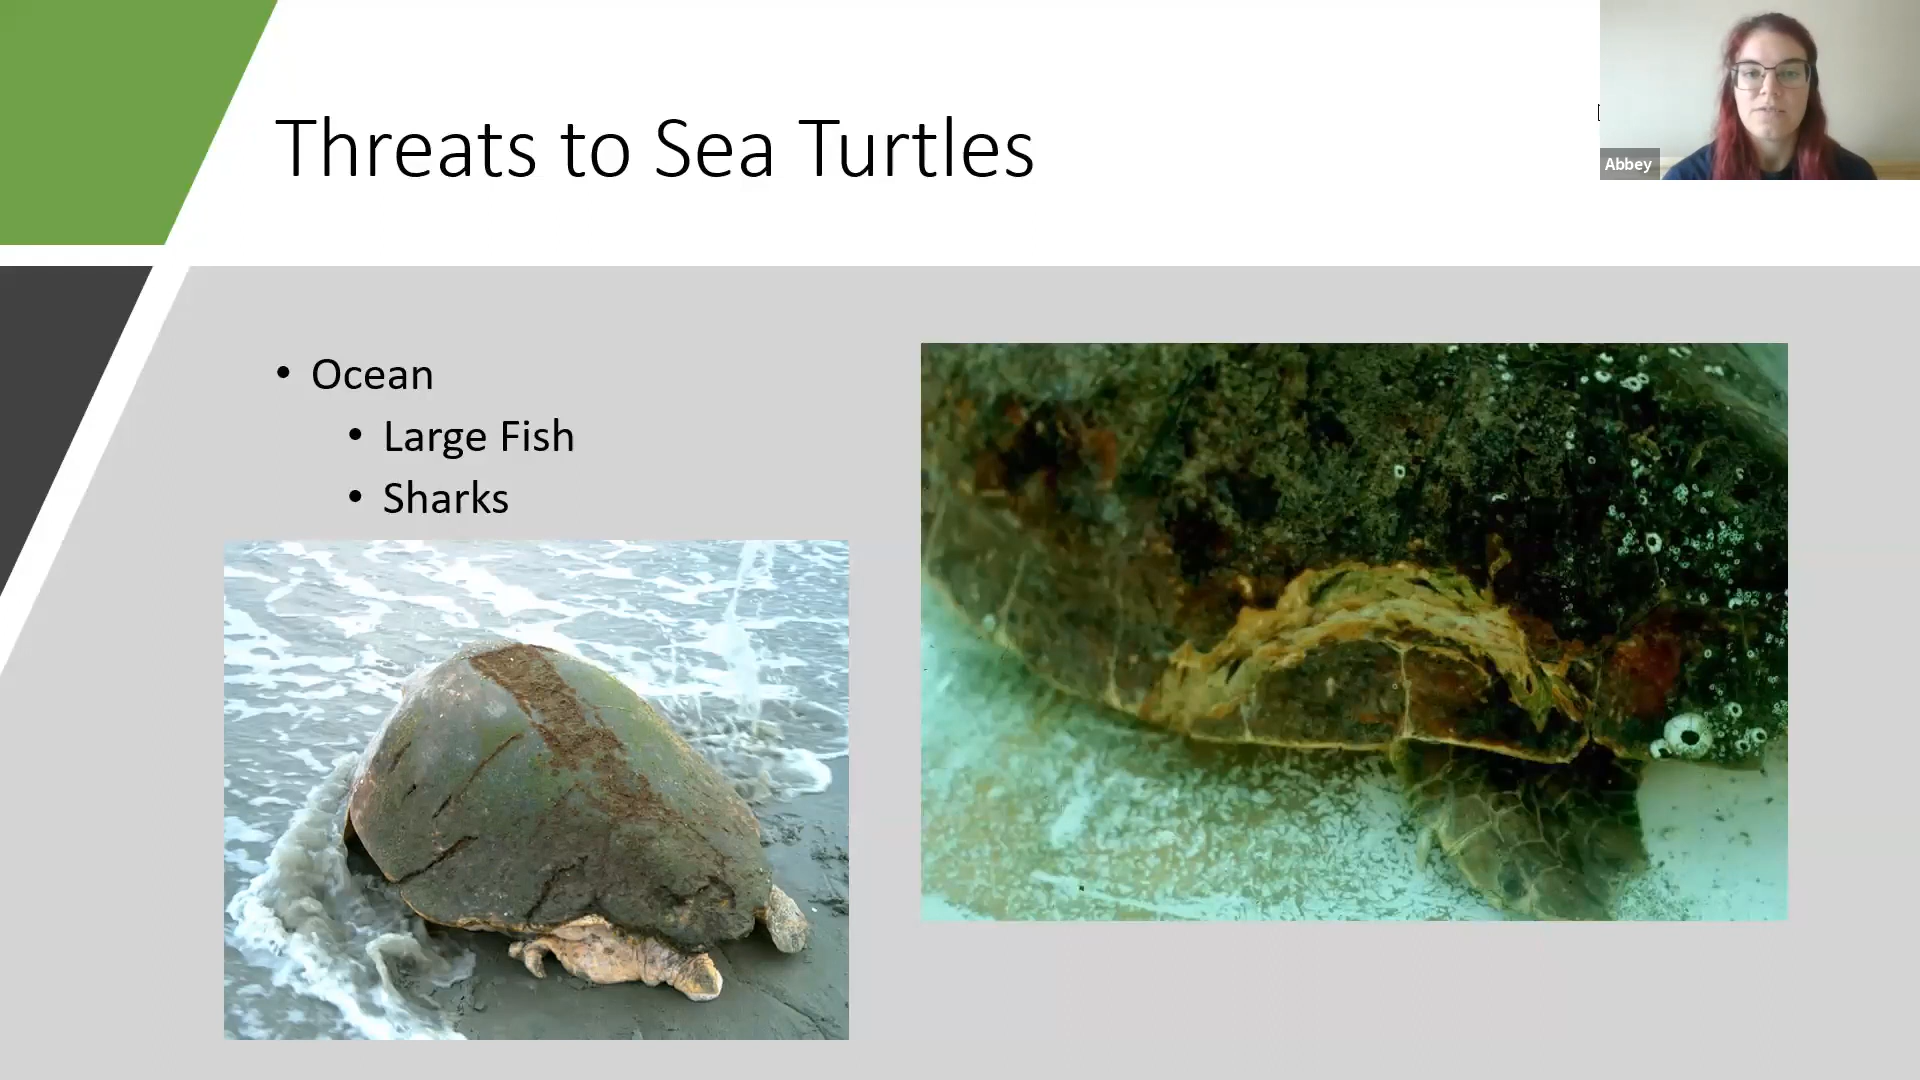 Threats to Sea Turtles
Abbey
• Ocean
• Large Fish
• Sharks